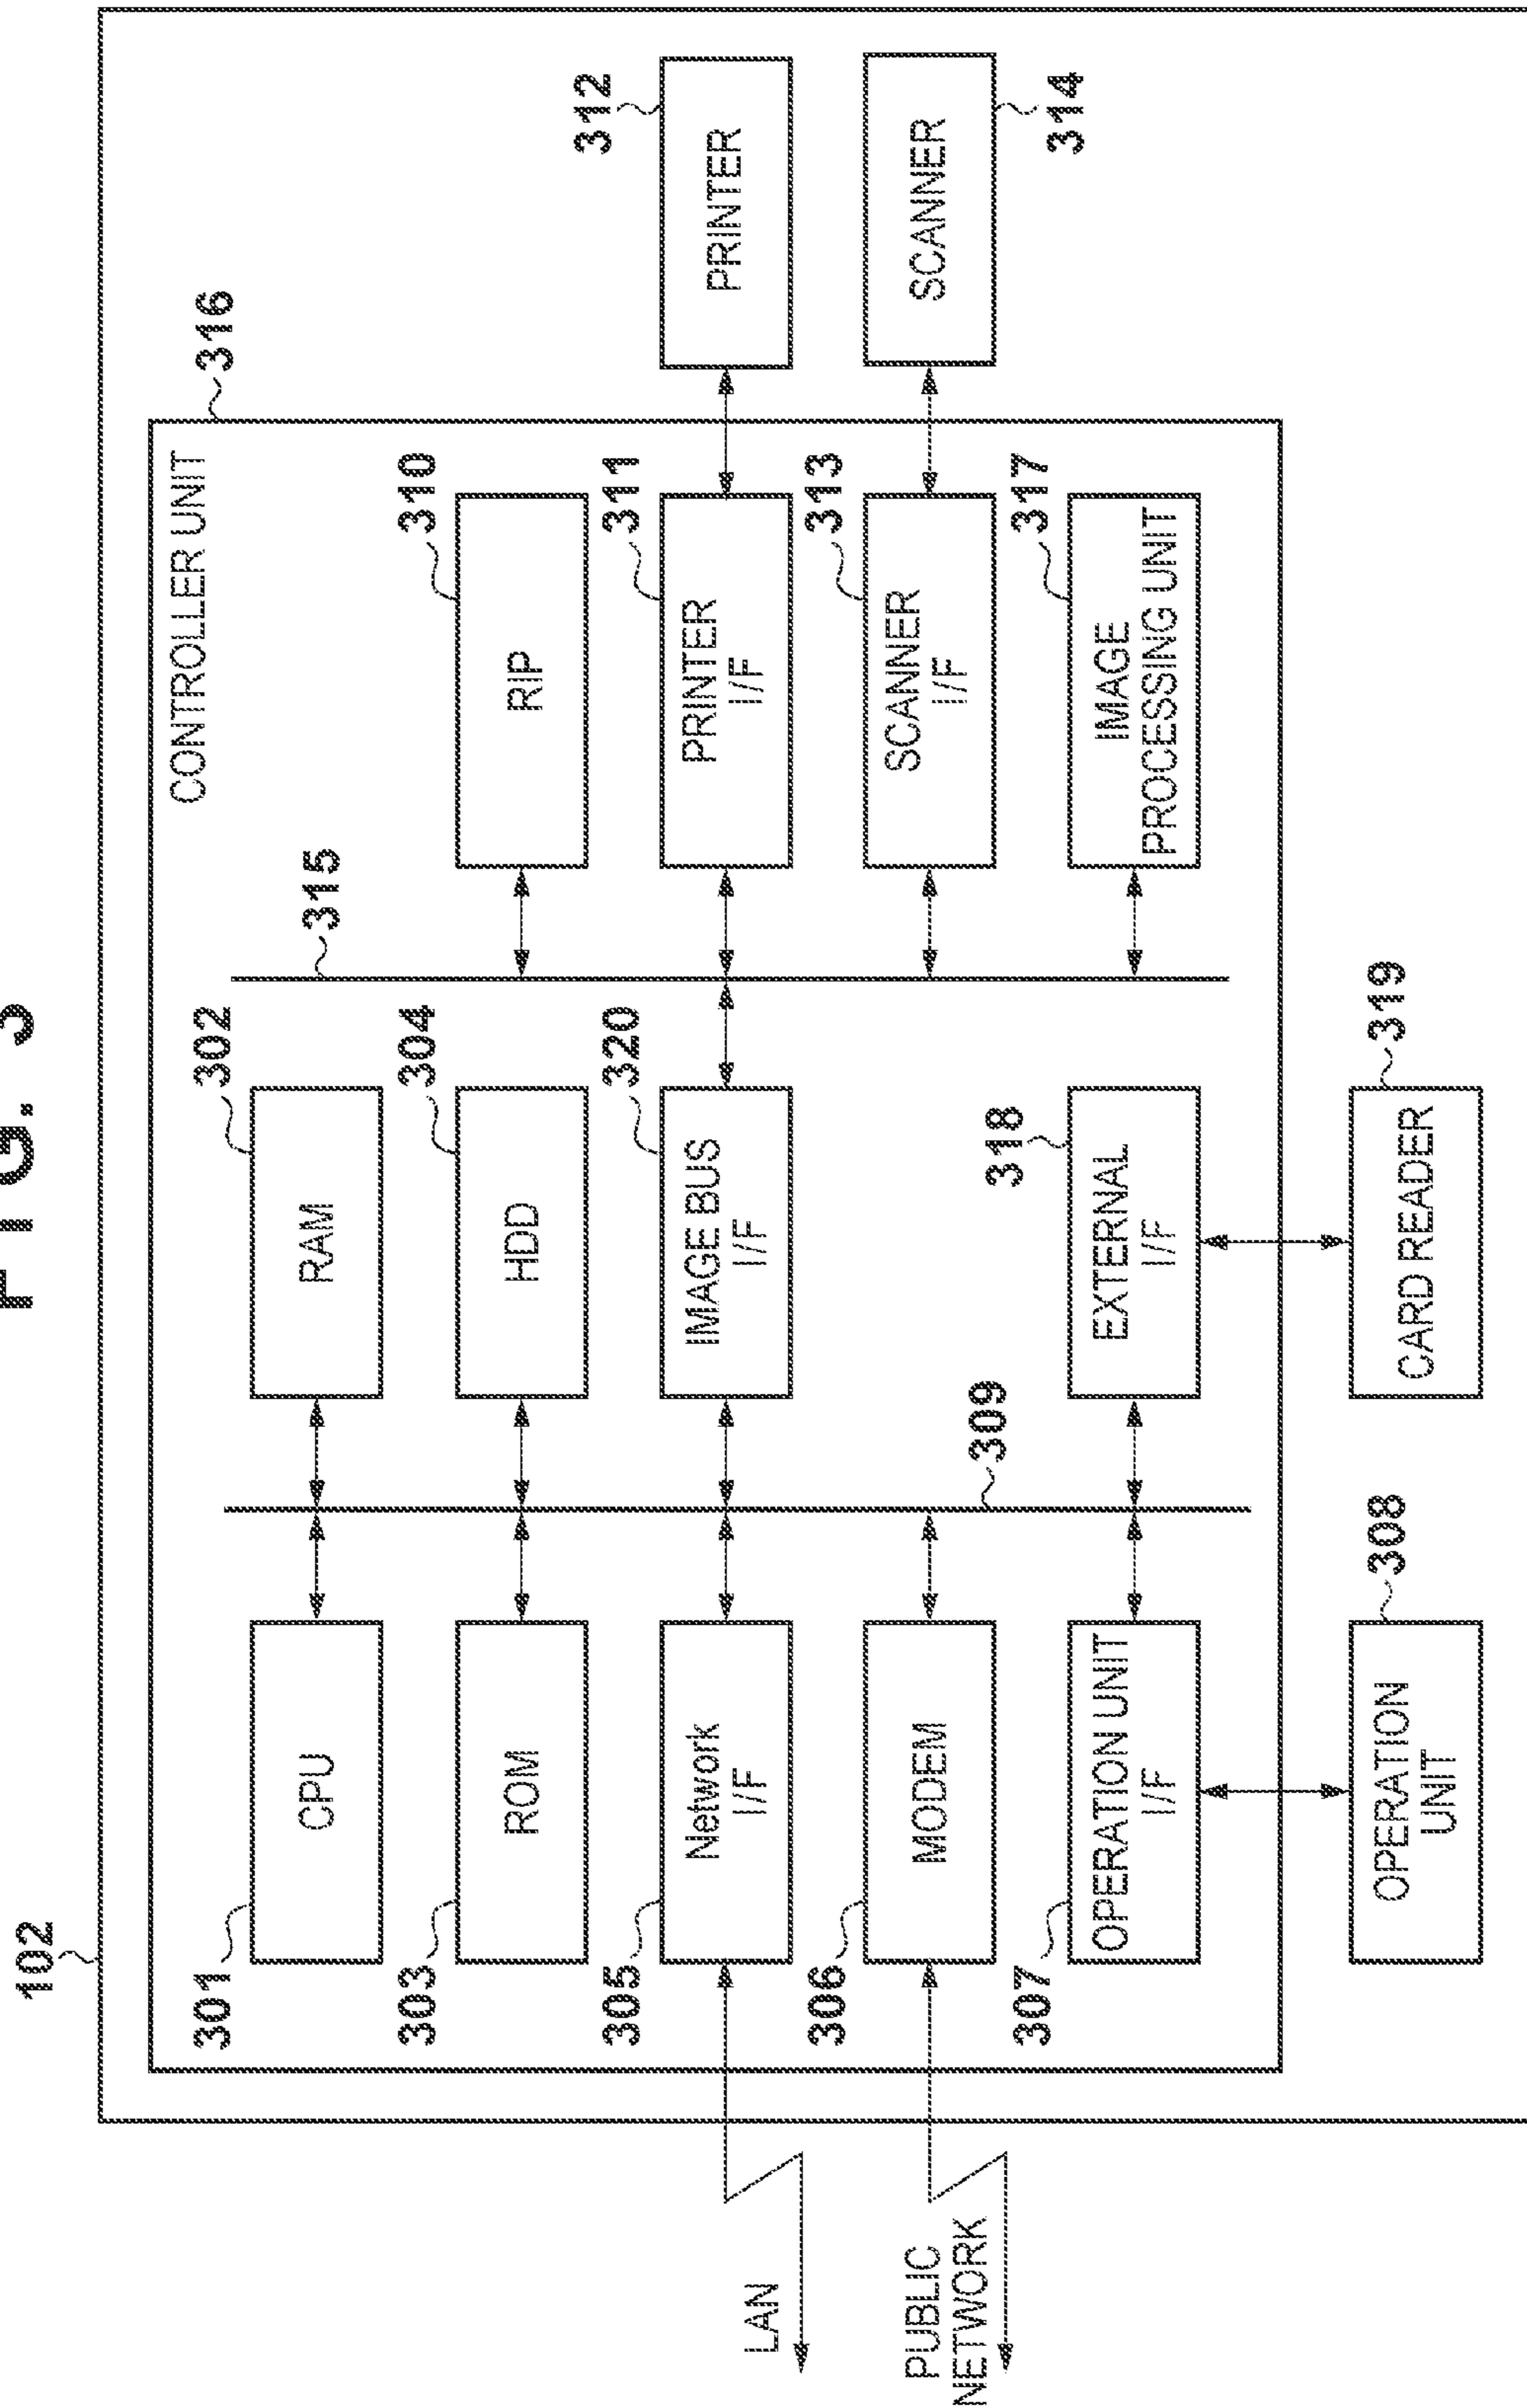 FIG. 3
102
316
CONTROLLER UNIT
301
CPU
302
RAM
315
303
ROM
304
HDD
310
RIP
312
305
Network
I/F
320
IMAGE BUS
I/F
311
PRINTER
I/F
PRINTER
306
MODEM
309
313
SCANNER
I/F
SCANNER
314
307
OPERATION UNIT
I/F
318
EXTERNAL
I/F
317
IMAGE
PROCESSING UNIT
308
OPERATION
UNIT
319
CARD READER
LAN
PUBLIC
NETWORK